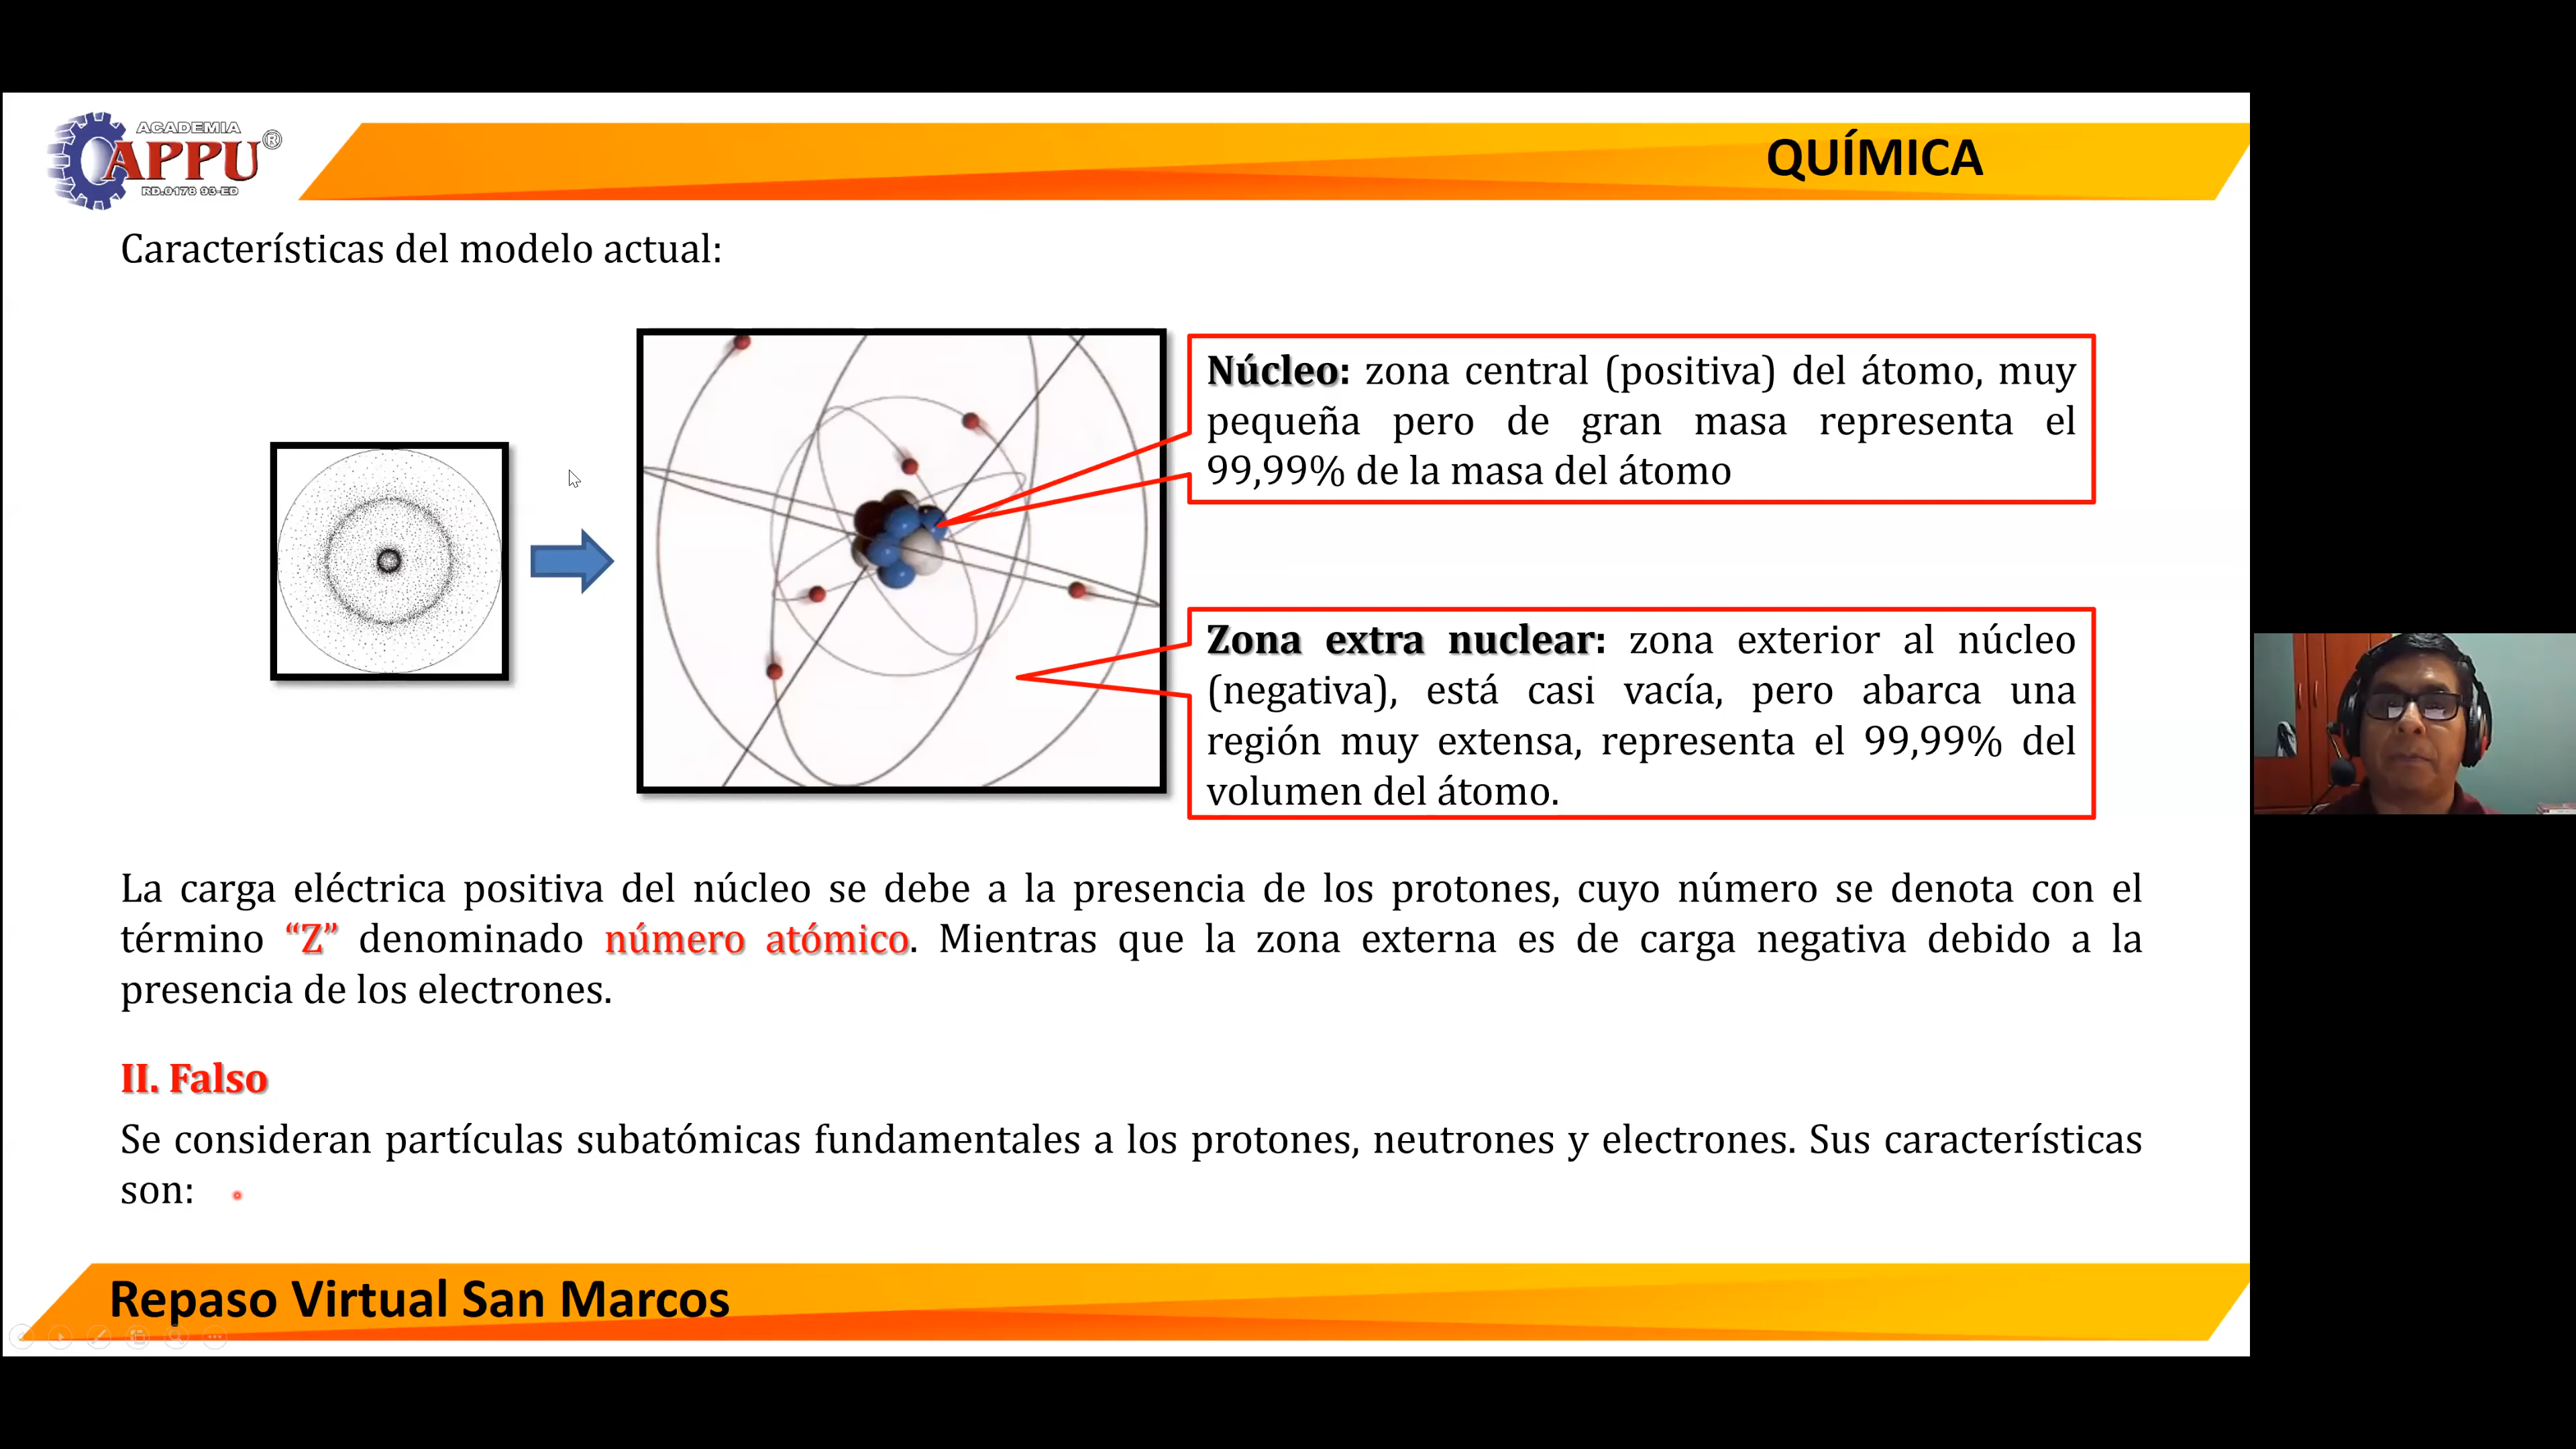 ACADEMIA
APPU®
RD.0178 93-ED
QUÍMICA
Características del modelo actual:
Núcleo: zona central (positiva) del átomo, muy
pequeña pero de gran masa representa el
99,99% de la masa del átomo
Zona extra nuclear: zona exterior al núcleo
(negativa), está casi vacía, pero abarca una
región muy extensa, representa el 99,99% del
volumen del átomo.
La carga eléctrica positiva del núcleo se debe a la presencia de los protones, cuyo número se denota con el
término “Z” denominado número atómico. Mientras que la zona externa es de carga negativa debido a la
presencia de los electrones.
II. Falso
Se consideran partículas subatómicas fundamentales a los protones, neutrones y electrones. Sus características
son:
Repaso Virtual San Marcos